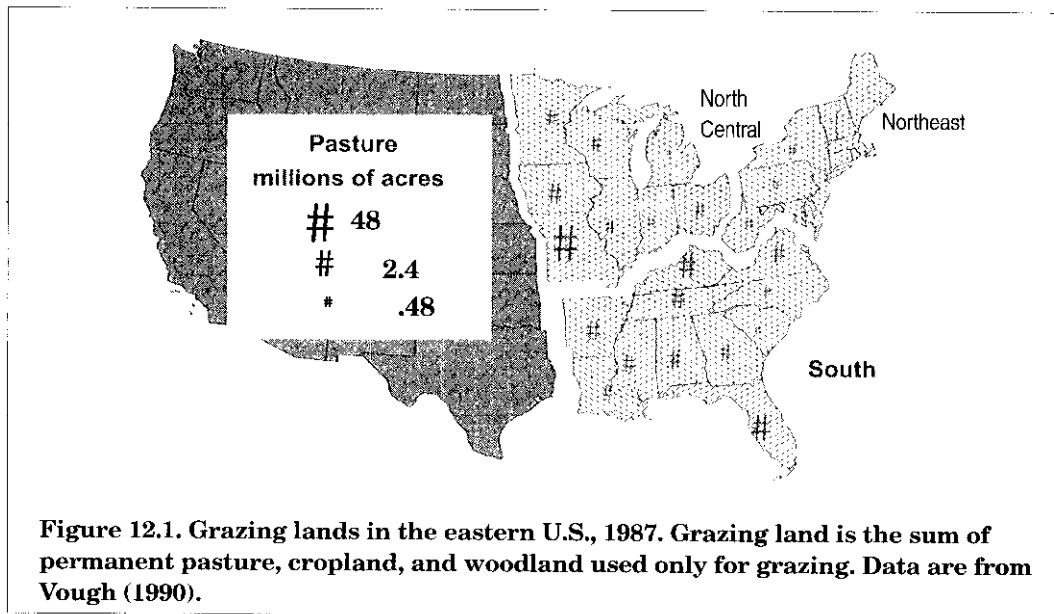 North
Central
Northeast
Pasture
millions of acres
# 48
# 2.4
# .48
South
Figure 12.1. Grazing lands in the eastern U.S., 1987. Grazing land is the sum of
permanent pasture, cropland, and woodland used only for grazing. Data are from
Vough (1990).